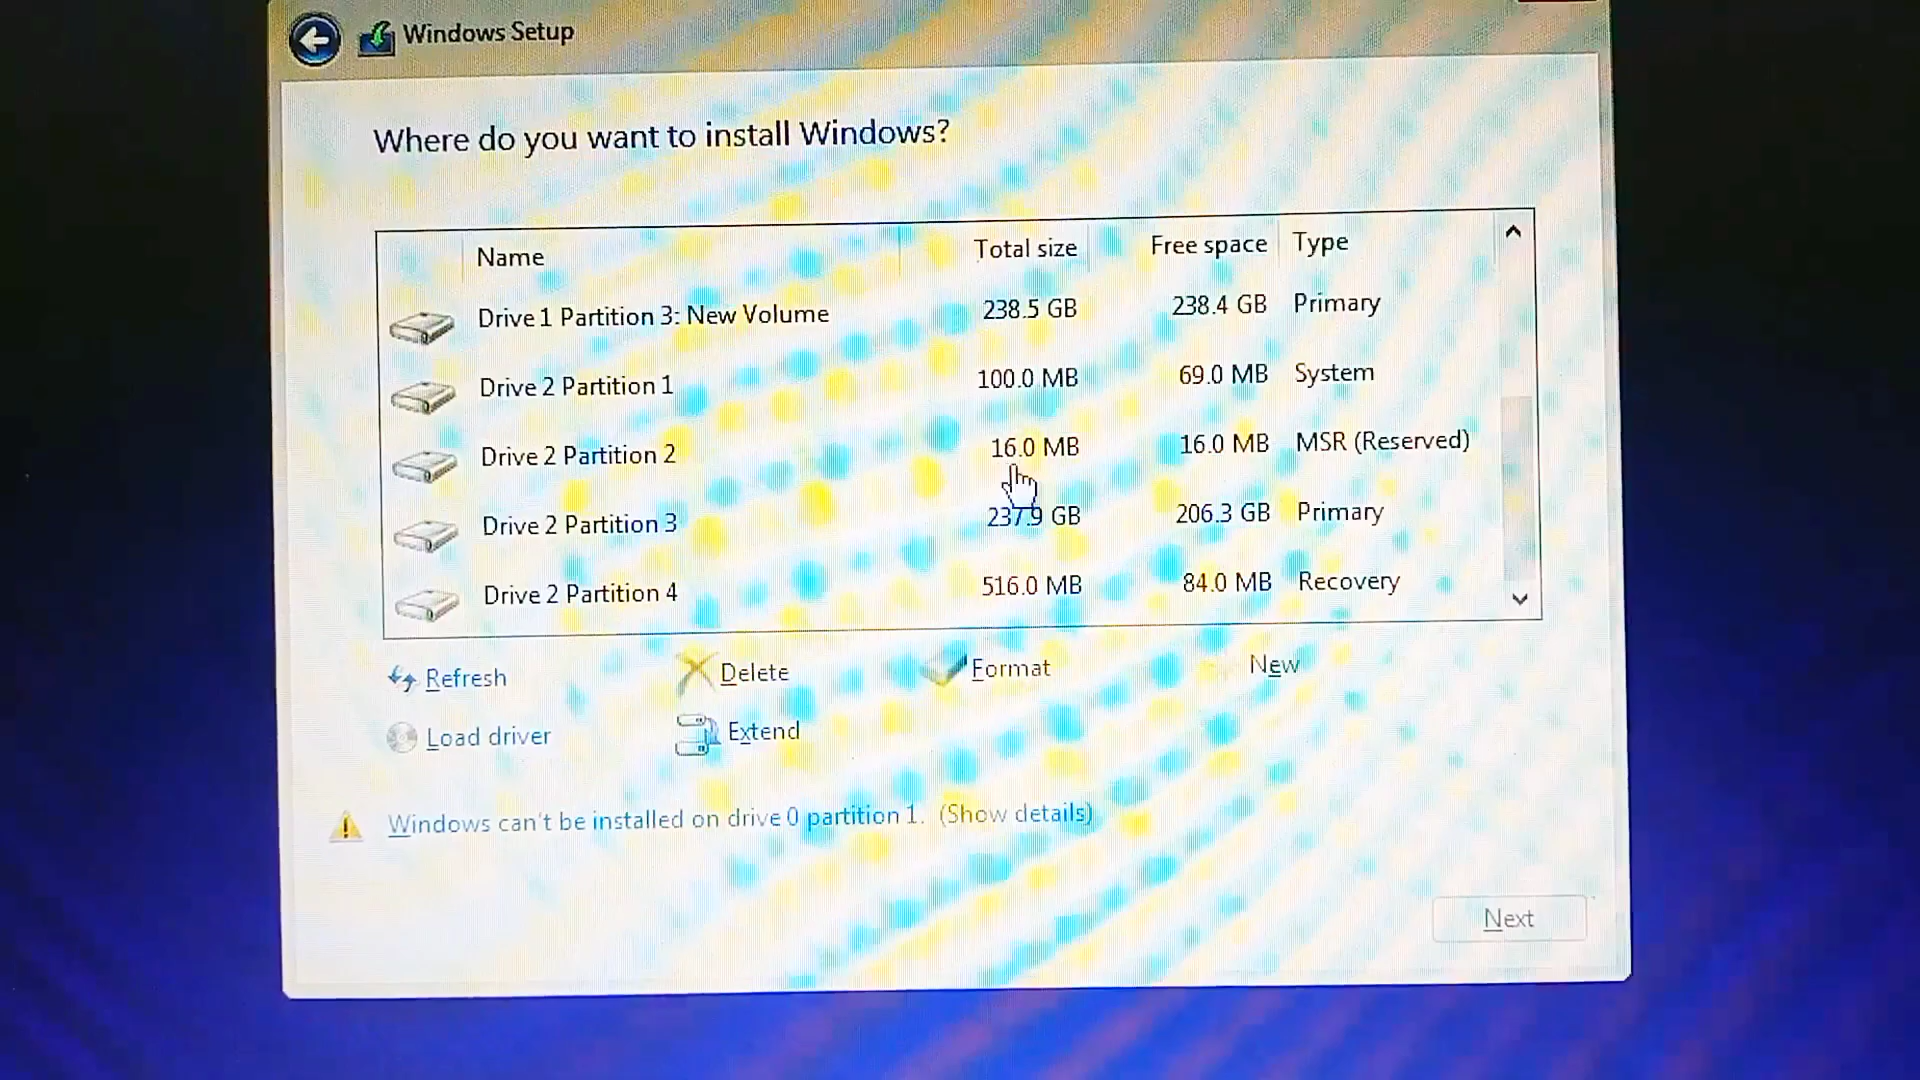 Windows Setup
Where do you want to install Windows?
Name Total size Free space Type
Drive 1 Partition 3: New Volume 238.5 GB 238.4 GB Primary
Drive 2 Partition 1 100.0 MB 69.0 MB System
Drive 2 Partition 2 16.0 MB 16.0 MB MSR (Reserved)
Drive 2 Partition 3 237.9 GB 206.3 GB Primary
Drive 2 Partition 4 516.0 MB 84.0 MB Recovery
Refresh Delete Format New
Load driver Extend
Windows can't be installed on drive 0 partition 1. (Show details)
Next